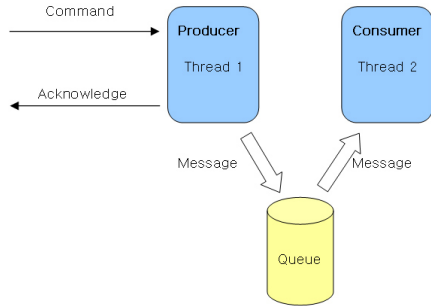 Command
Producer
Thread 1
Consumer
Thread 2
Acknowledge
Message
Message
Queue